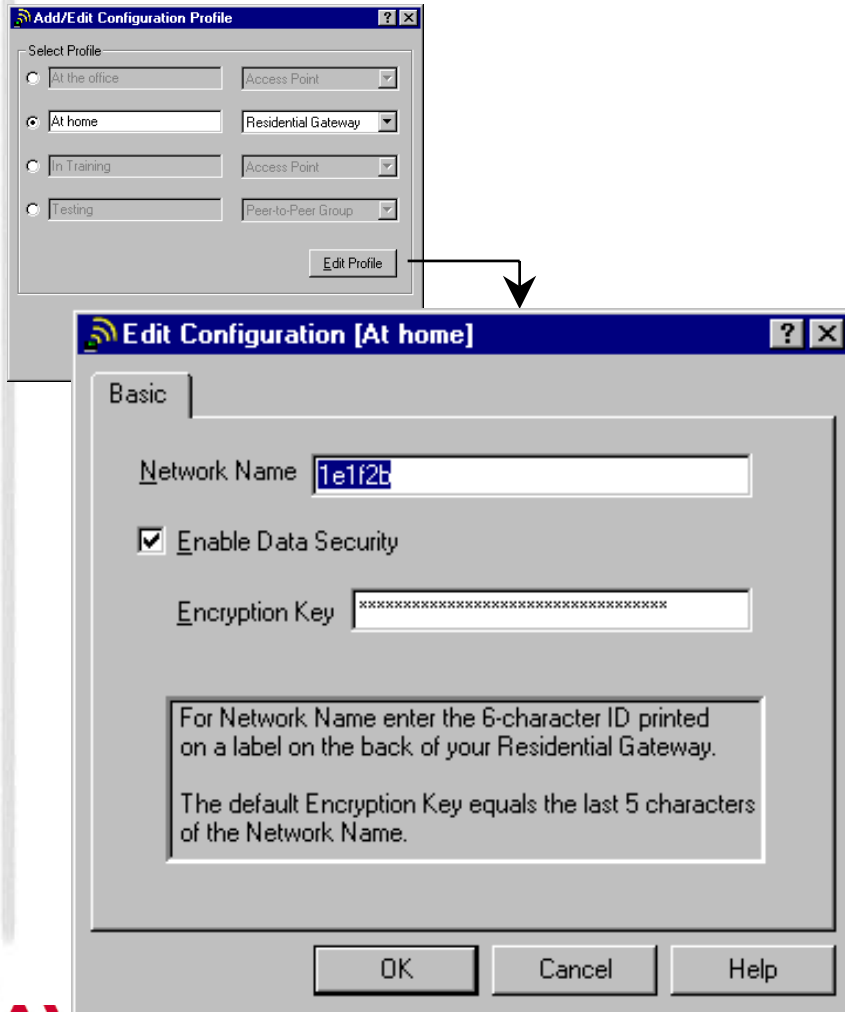 Add/Edit Configuration Profile
Select Profile
At the office Access Point
At home Residential Gateway
In Training Access Point
Testing Peer-to-Peer Group
Edit Profile
Edit Configuration [At home]
Basic
Network Name 1e1f2b
Enable Data Security
Encryption Key ***********************************
For Network Name enter the 6-character ID printed
on a label on the back of your Residential Gateway.
The default Encryption Key equals the last 5 characters
of the Network Name.
OK Cancel Help